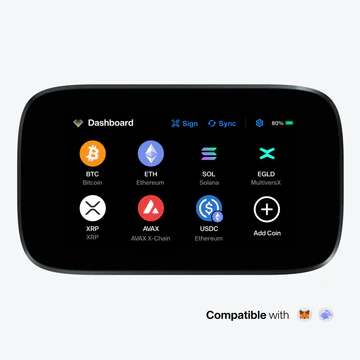 Dashboard Sign Sync 80%
BTC ETH SOL EGLD
Bitcoin Ethereum Solana MultiversX
XRP AVAX USDC Add Coin
XRP AVAX X-Chain Ethereum
Compatible with